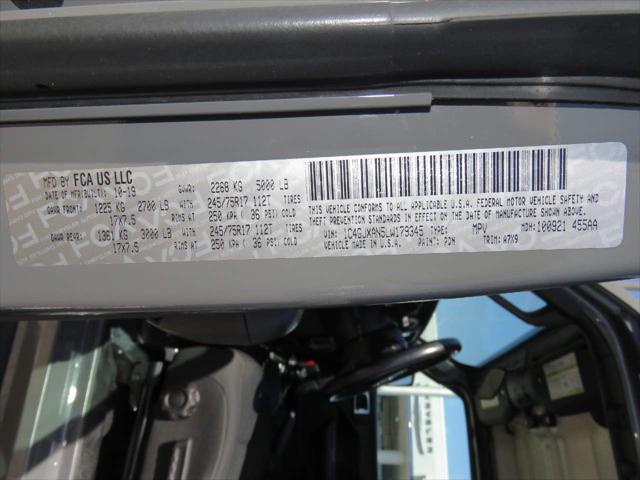 MFD BY FCA US LLC
DATE OF MFR(BUILT): 10-19 GVWR: 2268 KG 5000 LB
GAWR FRONT: 1225 KG 2700 LB WITH 245/75R17 112T TIRES
17X7.5 RIMS AT 250 KPA ( 36 PSI) COLD
GAWR REAR: 1361 KG 3000 LB WITH 245/75R17 112T TIRES
17X7.5 RIMS AT 250 KPA ( 36 PSI) COLD
THIS VEHICLE CONFORMS TO ALL APPLICABLE U.S.A. FEDERAL MOTOR VEHICLE SAFETY AND
THEFT PREVENTION STANDARDS IN EFFECT ON THE DATE OF MANUFACTURE SHOWN ABOVE.
VIN: 1C4GJXAN5LW179345 TYPE: MPV MDH: 100921 455AA
VEHICLE MADE IN U.S.A. PAINT: PDN TRIM: A7X9